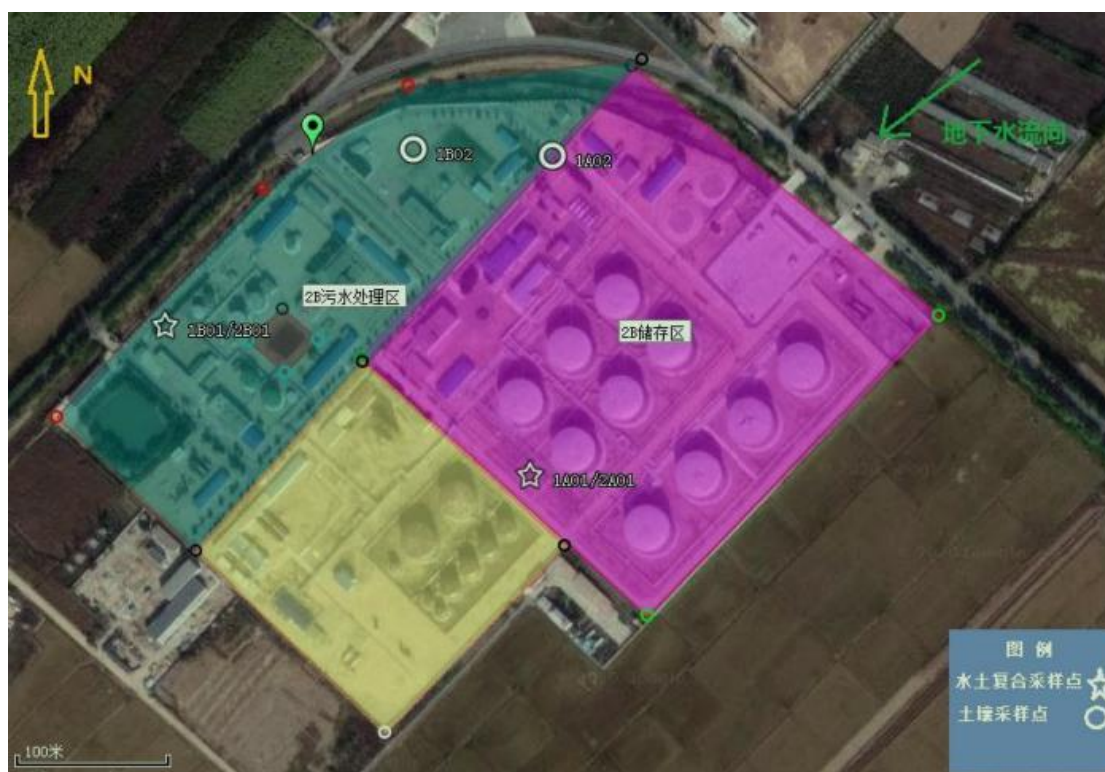 N
地下水流向
1B02
1A02
2B污水处理区
1B01/2B01
2B储存区
1A01/2A01
图 例
水土复合采样点
土壤采样点
100米